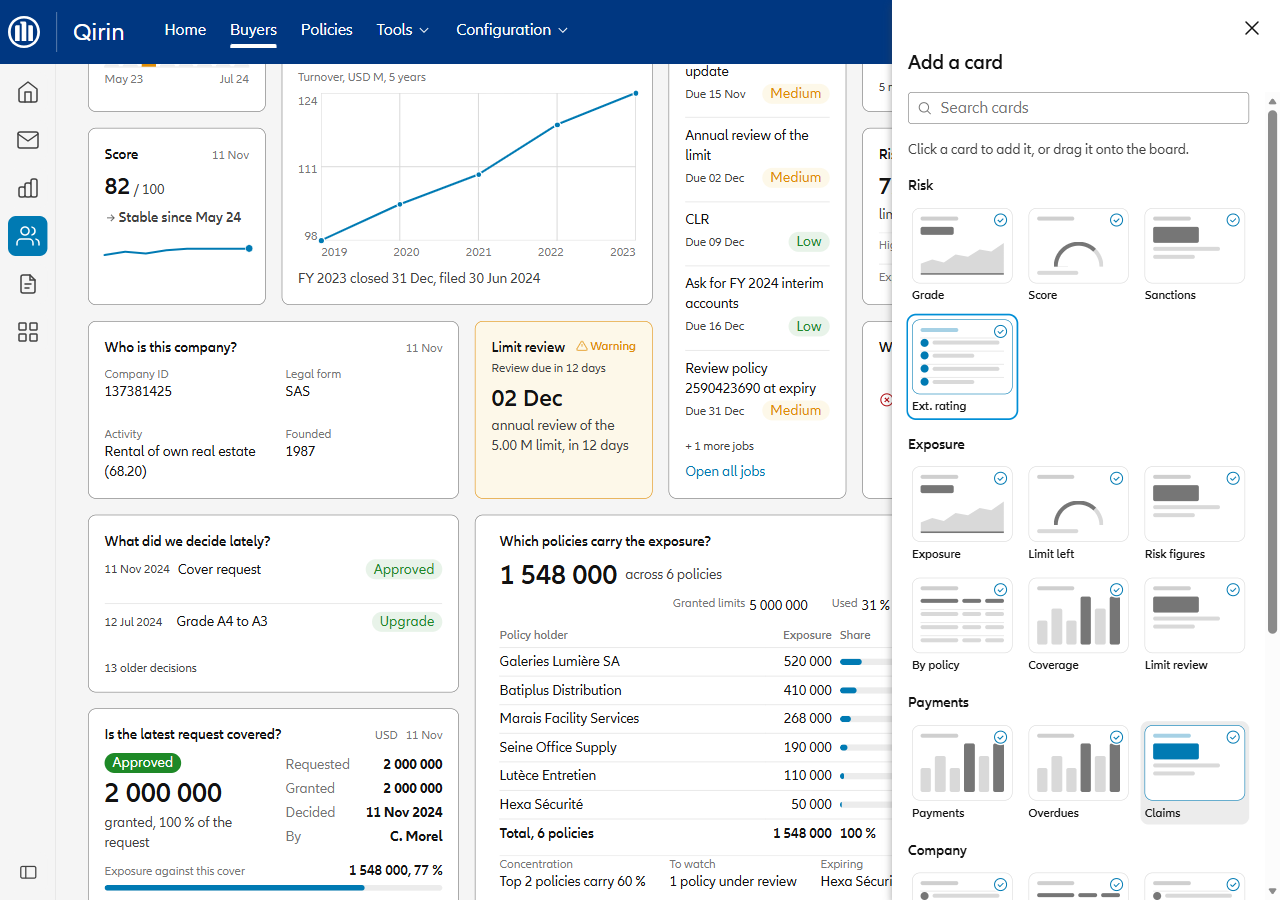 Qirin
Home
Buyers
Policies
Tools
Configuration
May 23
Jul 24
Score
11 Nov
82 / 100
→ Stable since May 24
Turnover, USD M, 5 years
124
111
98
2019
2020
2021
2022
2023
FY 2023 closed 31 Dec, filed 30 Jun 2024
update
Due 15 Nov
Medium
Annual review of the
limit
Due 02 Dec
Medium
CLR
Due 09 Dec
Low
Ask for FY 2024 interim
accounts
Due 16 Dec
Low
Review policy
2590423690 at expiry
Due 31 Dec
Medium
+ 1 more jobs
Open all jobs
Who is this company?
11 Nov
Company ID
137381425
Legal form
SAS
Activity
Rental of own real estate
(68.20)
Founded
1987
Limit review
Warning
Review due in 12 days
02 Dec
annual review of the
5.00 M limit, in 12 days
What did we decide lately?
11 Nov 2024 Cover request
Approved
12 Jul 2024 Grade A4 to A3
Upgrade
13 older decisions
Which policies carry the exposure?
1 548 000 across 6 policies
Granted limits 5 000 000
Used 31 %
Policy holder
Exposure
Share
Galeries Lumière SA
520 000
Batiplus Distribution
410 000
Marais Facility Services
268 000
Seine Office Supply
190 000
Lutèce Entretien
110 000
Hexa Sécurité
50 000
Total, 6 policies
1 548 000
100 %
Concentration
Top 2 policies carry 60 %
To watch
1 policy under review
Expiring
Hexa Sécuri
Is the latest request covered?
USD
11 Nov
Approved
2 000 000
granted, 100 % of the
request
Requested
2 000 000
Granted
2 000 000
Decided
11 Nov 2024
By
C. Morel
Exposure against this cover
1 548 000, 77 %
Add a card
Search cards
Click a card to add it, or drag it onto the board.
Risk
Grade
Score
Sanctions
Ext. rating
Exposure
Exposure
Limit left
Risk figures
By policy
Coverage
Limit review
Payments
Payments
Overdues
Claims
Company